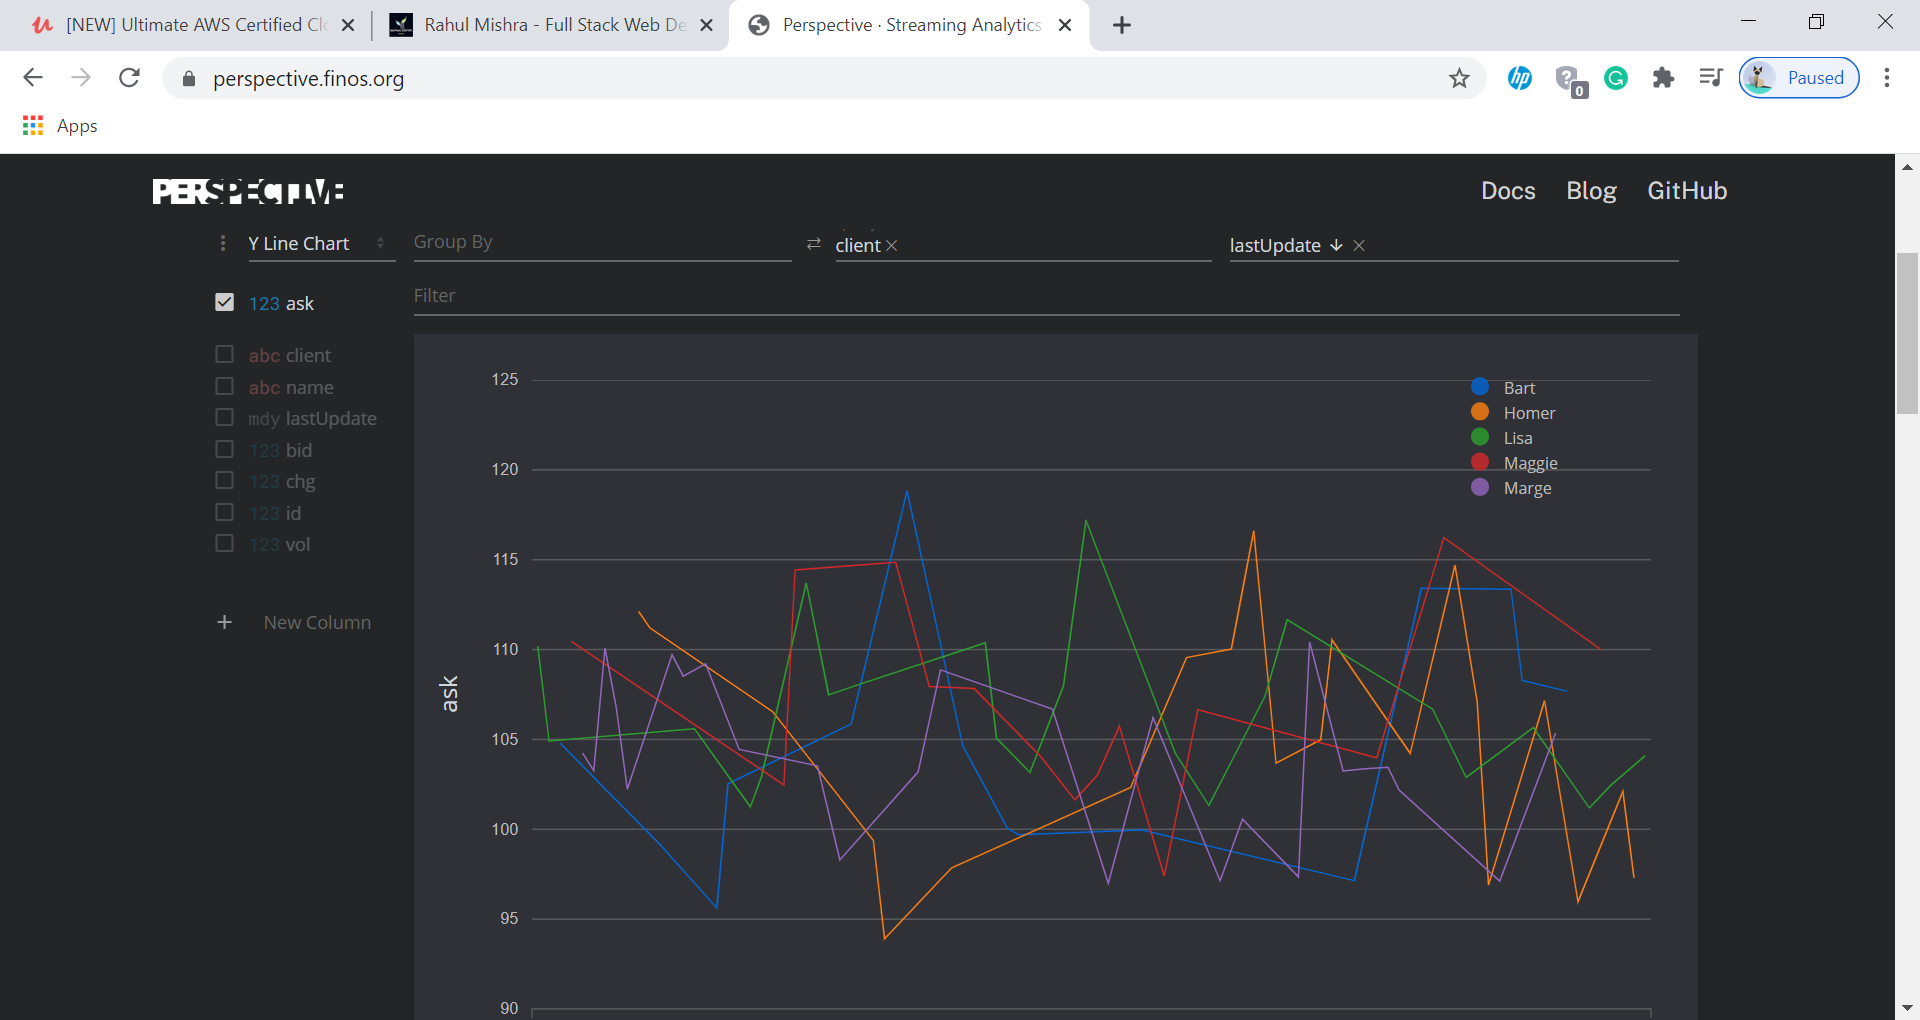 [NEW] Ultimate AWS Certified Clo
Rahul Mishra - Full Stack Web De
Perspective · Streaming Analytics
perspective.finos.org
0
Paused
Apps
PERSPECTIVE
Docs
Blog
GitHub
Y Line Chart
Group By
client
lastUpdate
123 ask
Filter
abc client
abc name
mdy lastUpdate
123 bid
123 chg
123 id
123 vol
New Column
125
120
115
110
105
100
95
90
ask
Bart
Homer
Lisa
Maggie
Marge